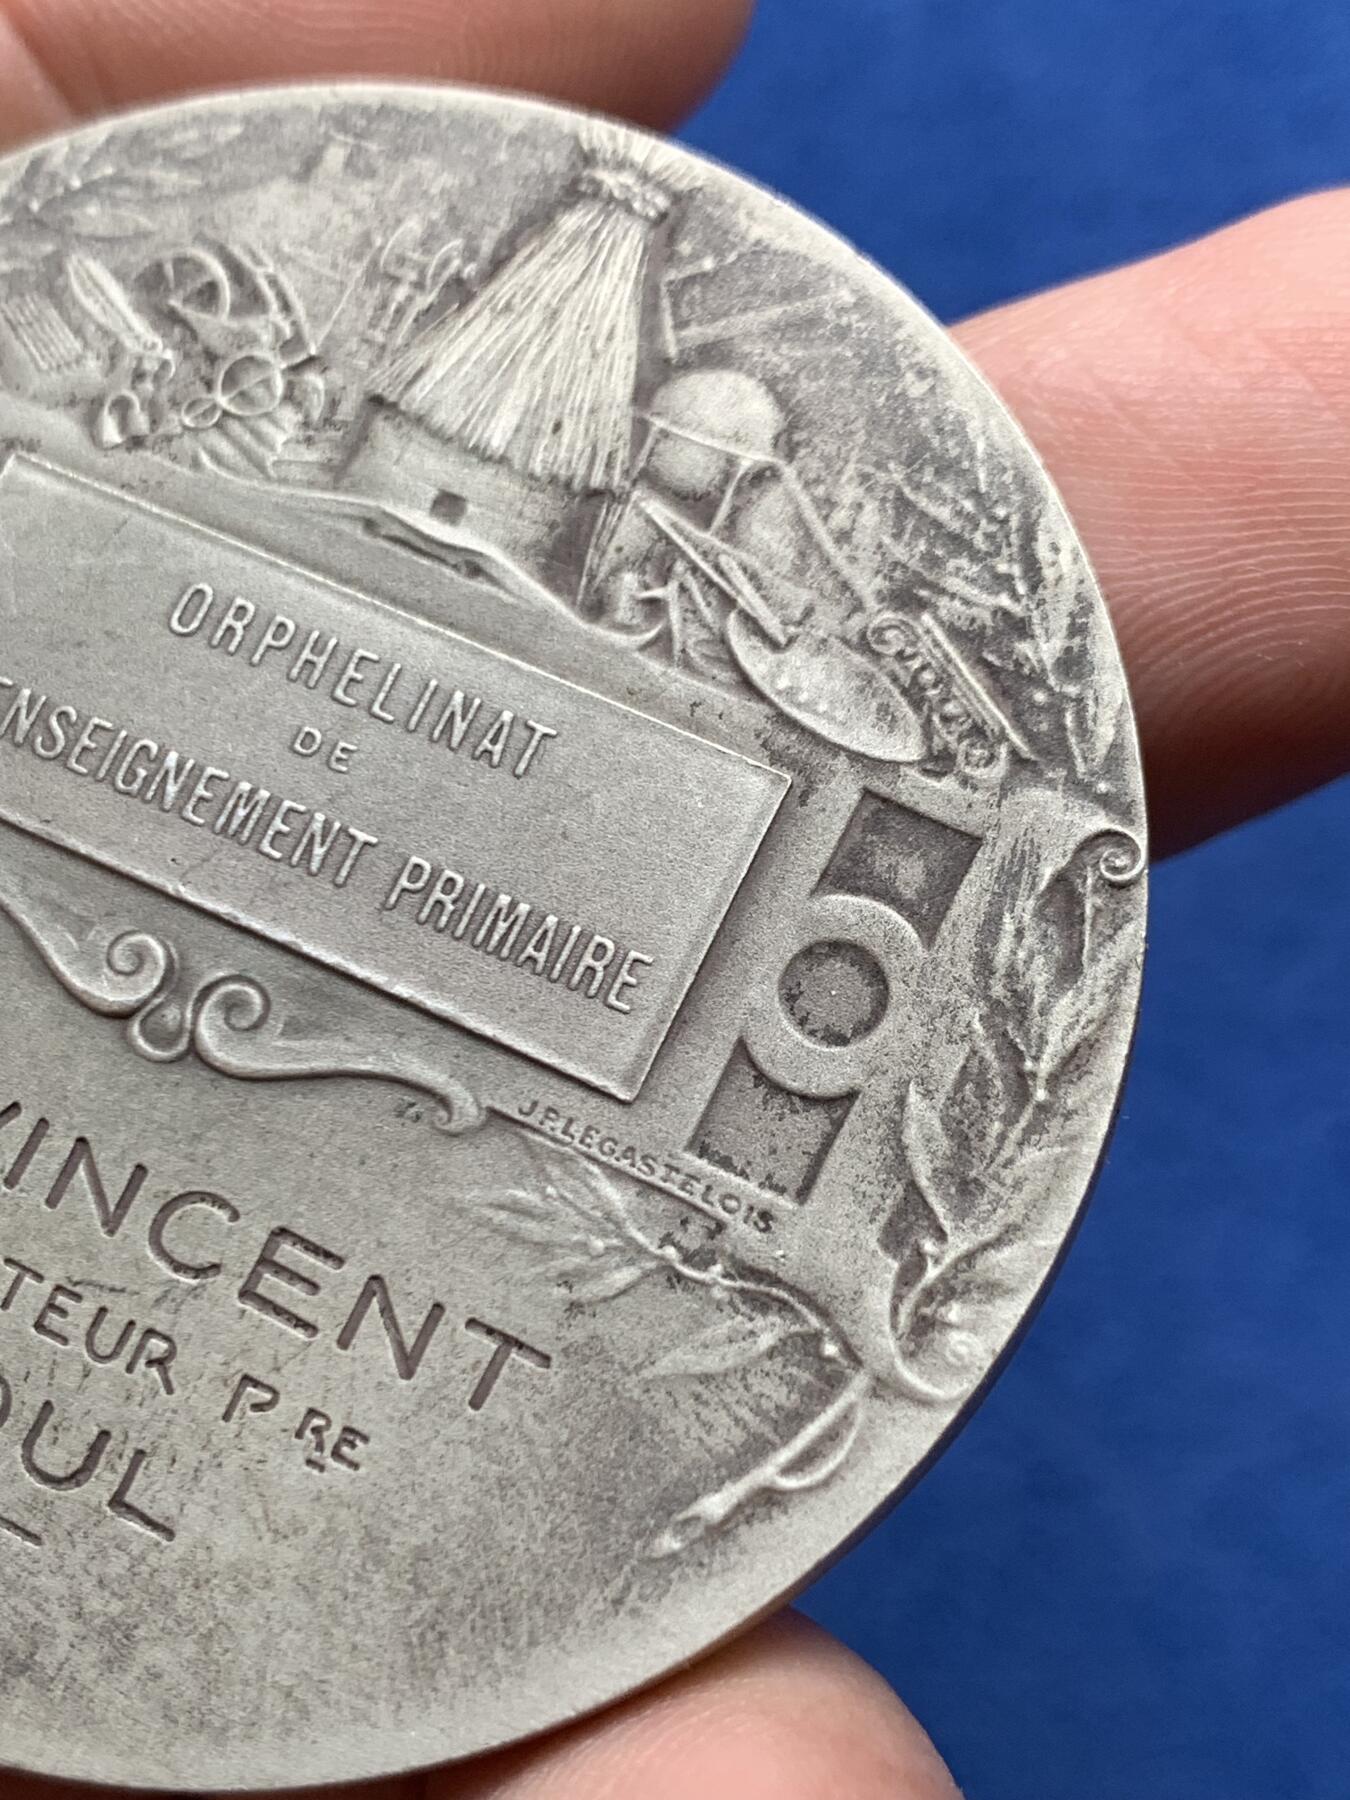 ORPHELINAT
DE
ENSEIGNEMENT PRIMAIRE
J.P. LEGASTELOIS
VINCENT
TEUR PRE
OUL